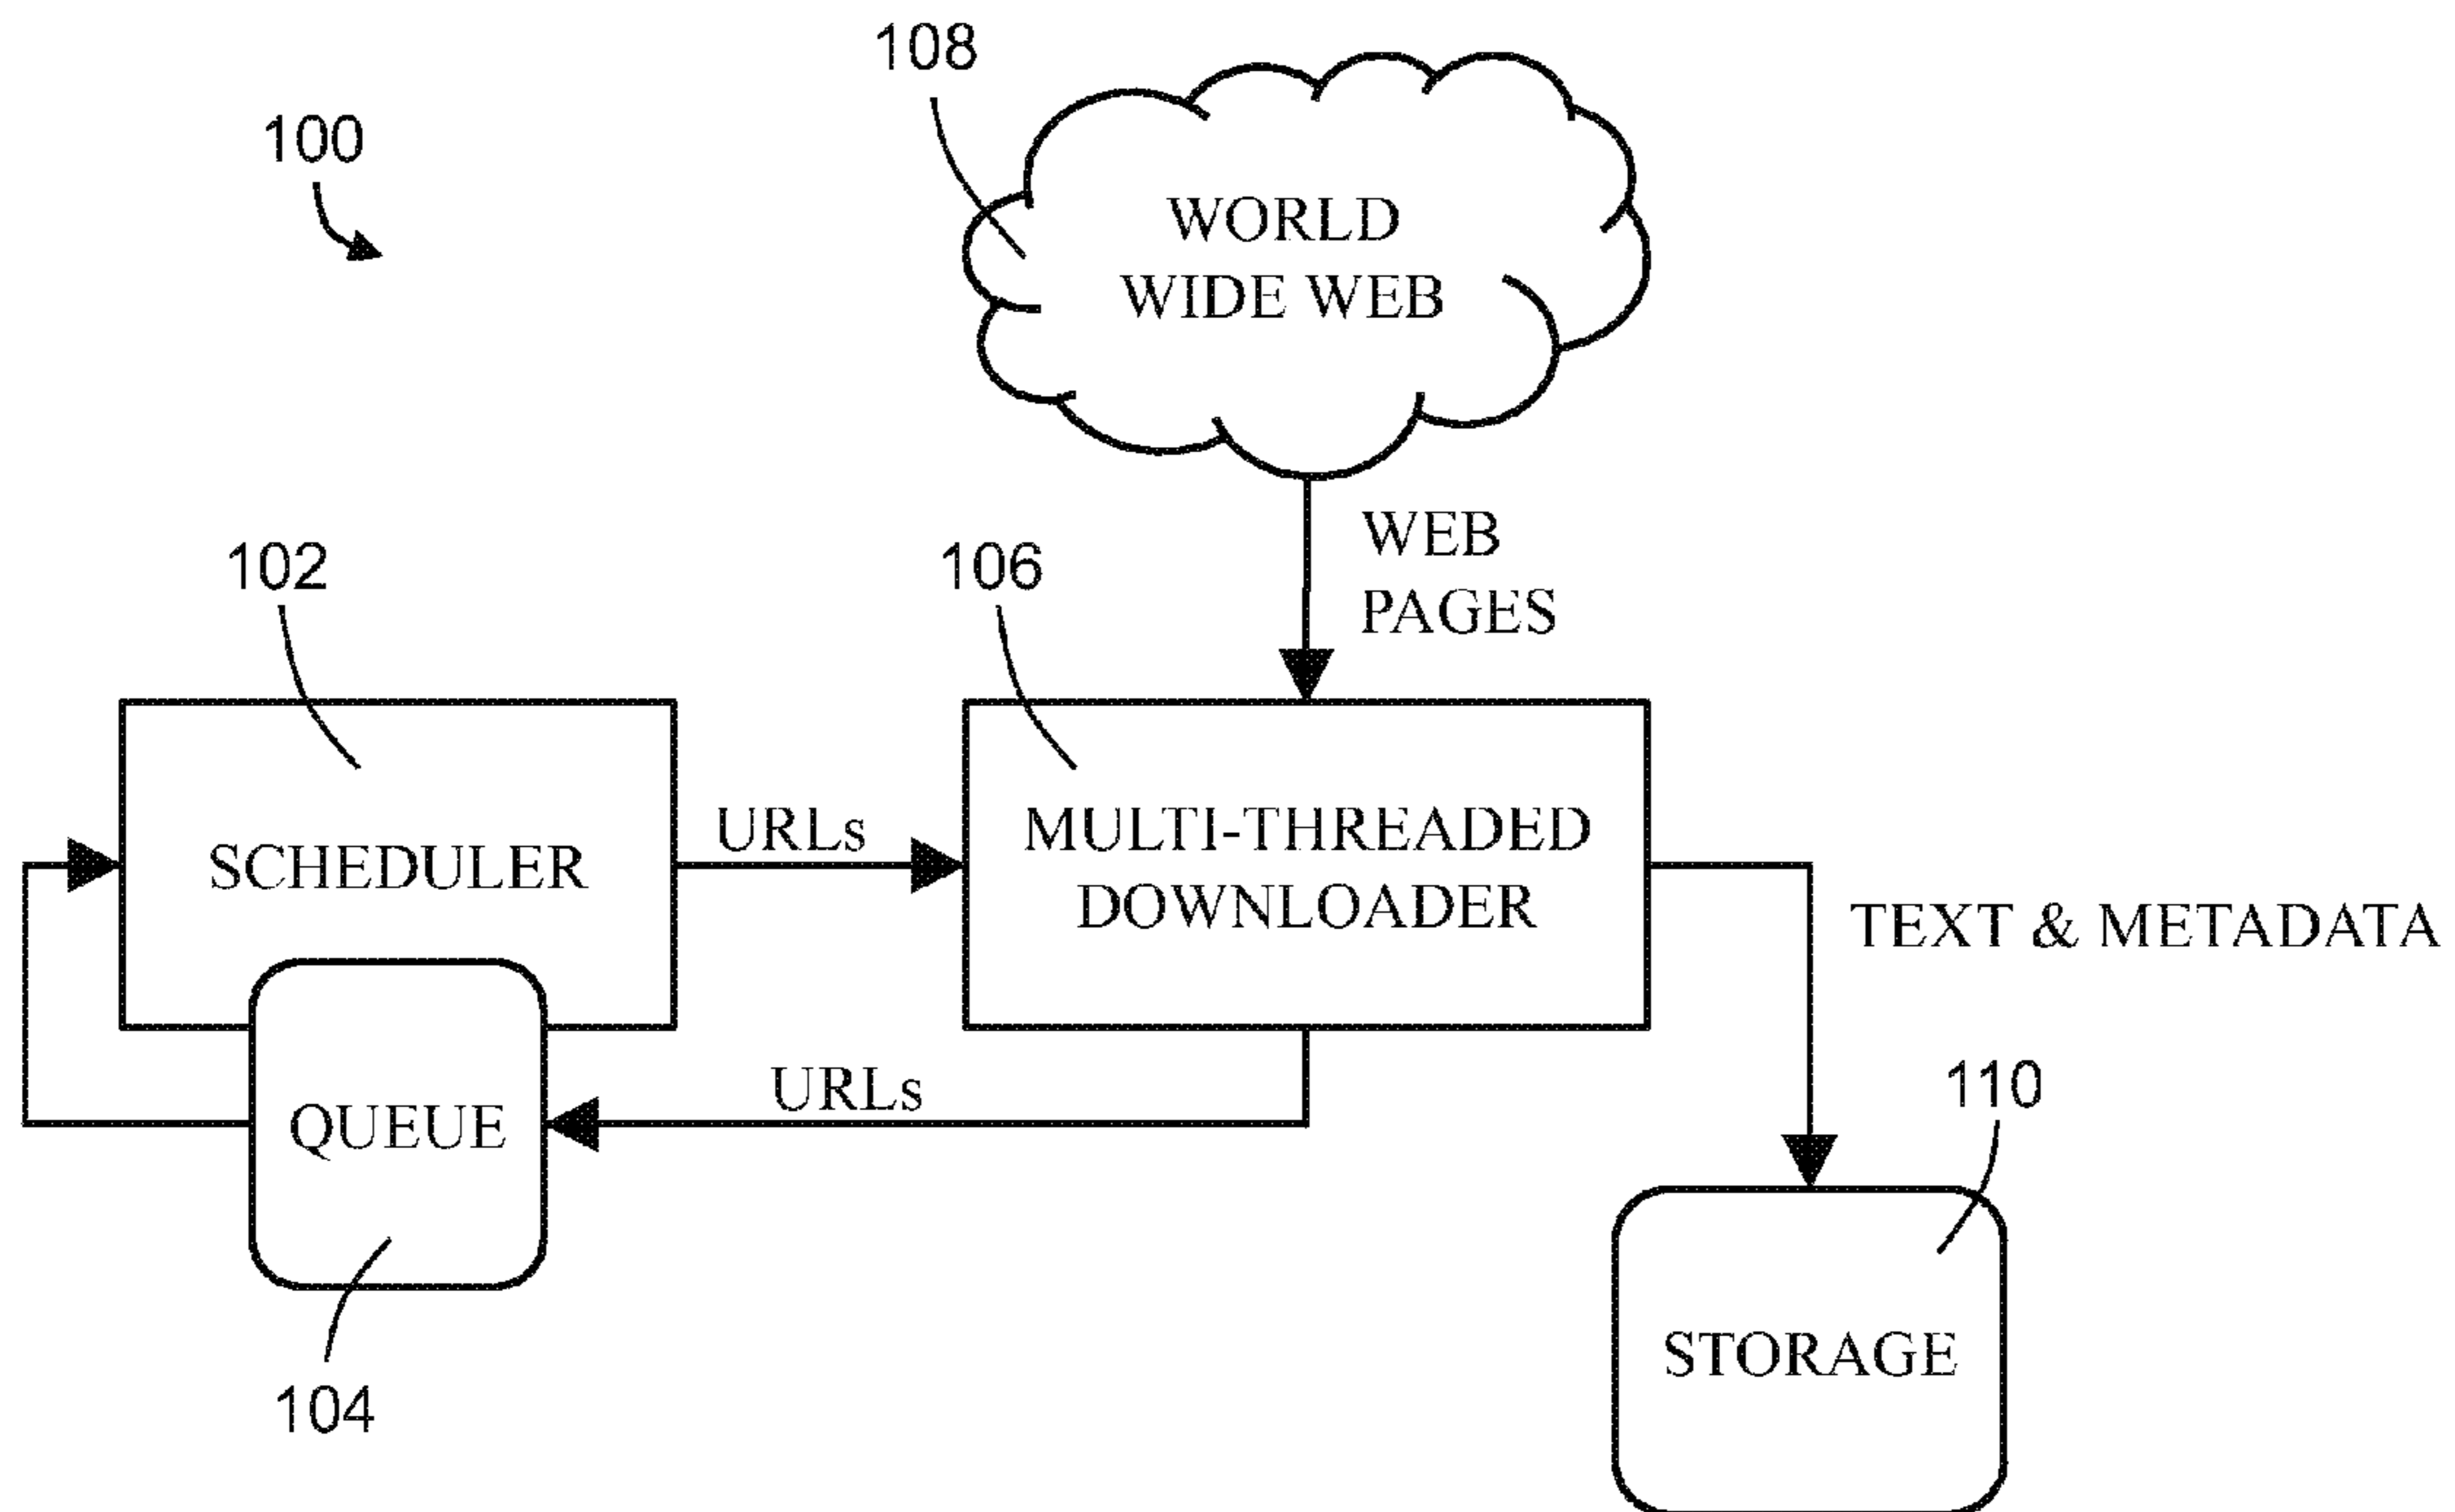 108
100
WORLD
WIDE WEB
WEB
PAGES
102
106
SCHEDULER
URLs
MULTI-THREADED
DOWNLOADER
TEXT & METADATA
QUEUE
URLs
110
104
STORAGE